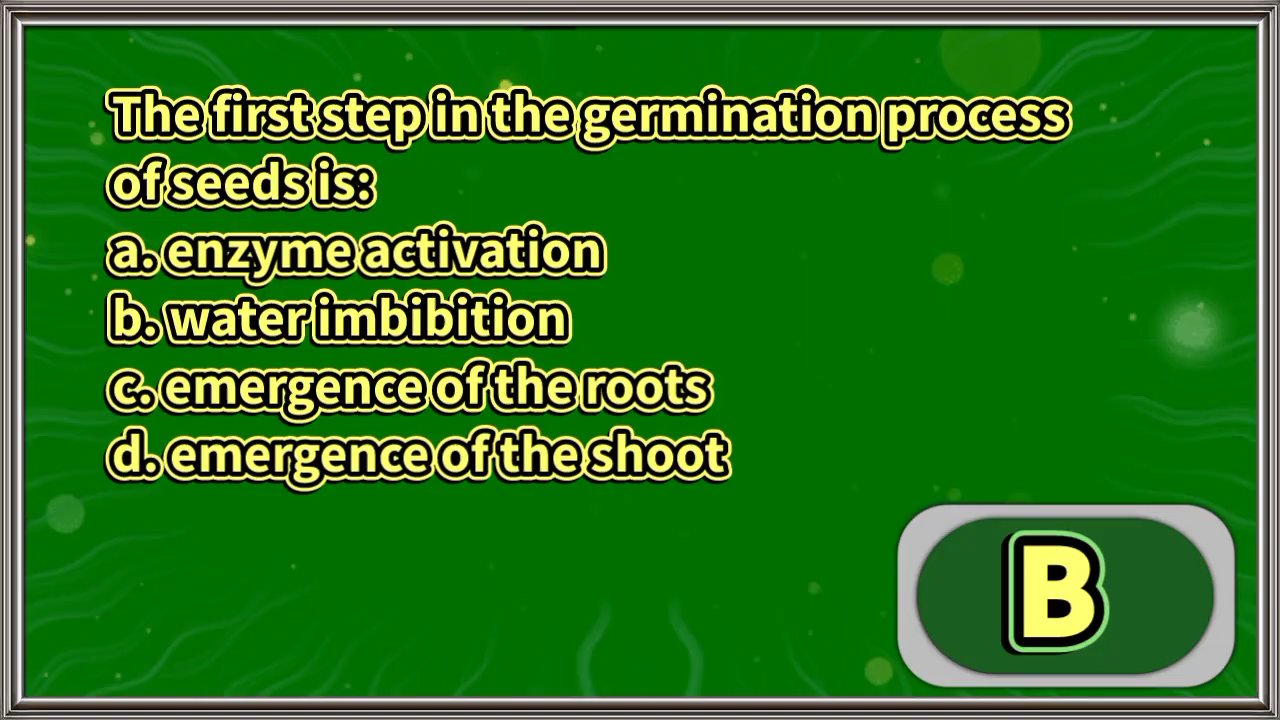 The first step in the germination process
of seeds is:
a. enzyme activation
b. water imbibition
c. emergence of the roots
d. emergence of the shoot
B